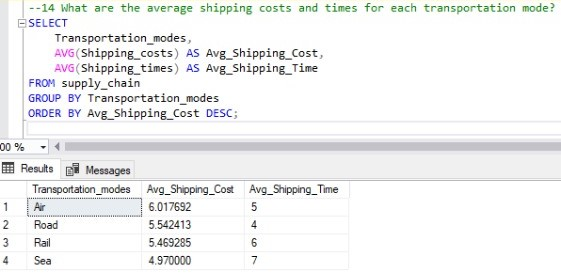 --14 What are the average shipping costs and times for each transportation mode?
SELECT
Transportation_modes,
AVG(Shipping_costs) AS Avg_Shipping_Cost,
AVG(Shipping_times) AS Avg_Shipping_Time
FROM supply_chain
GROUP BY Transportation_modes
ORDER BY Avg_Shipping_Cost DESC;
00 %
Results Messages
Transportation_modes Avg_Shipping_Cost Avg_Shipping_Time
1 Air 6.017692 5
2 Road 5.542413 4
3 Rail 5.469285 6
4 Sea 4.970000 7